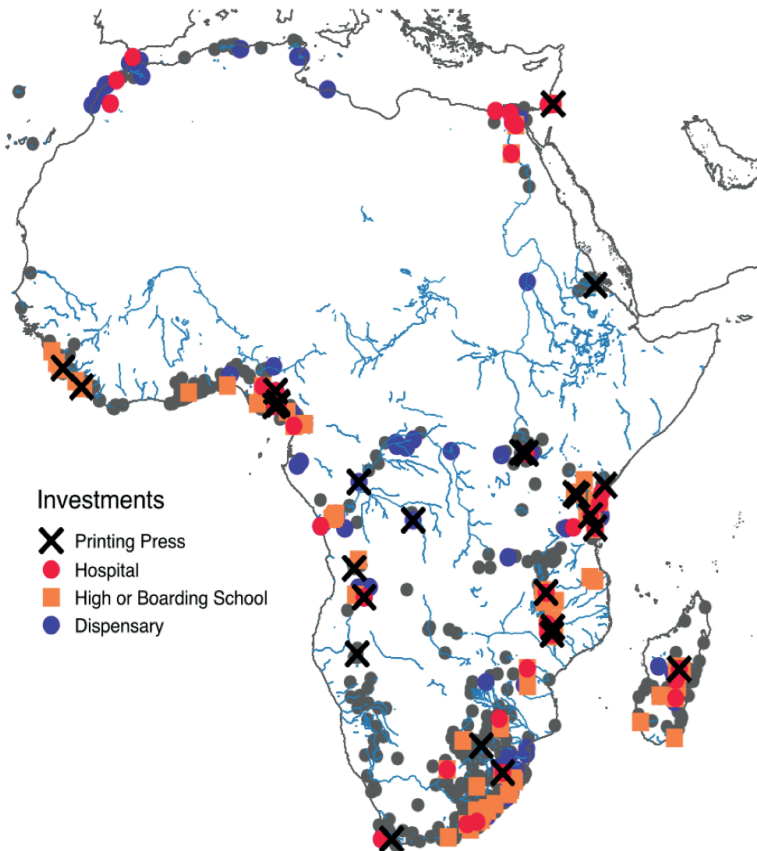 Investments
Printing Press
Hospital
High or Boarding School
Dispensary